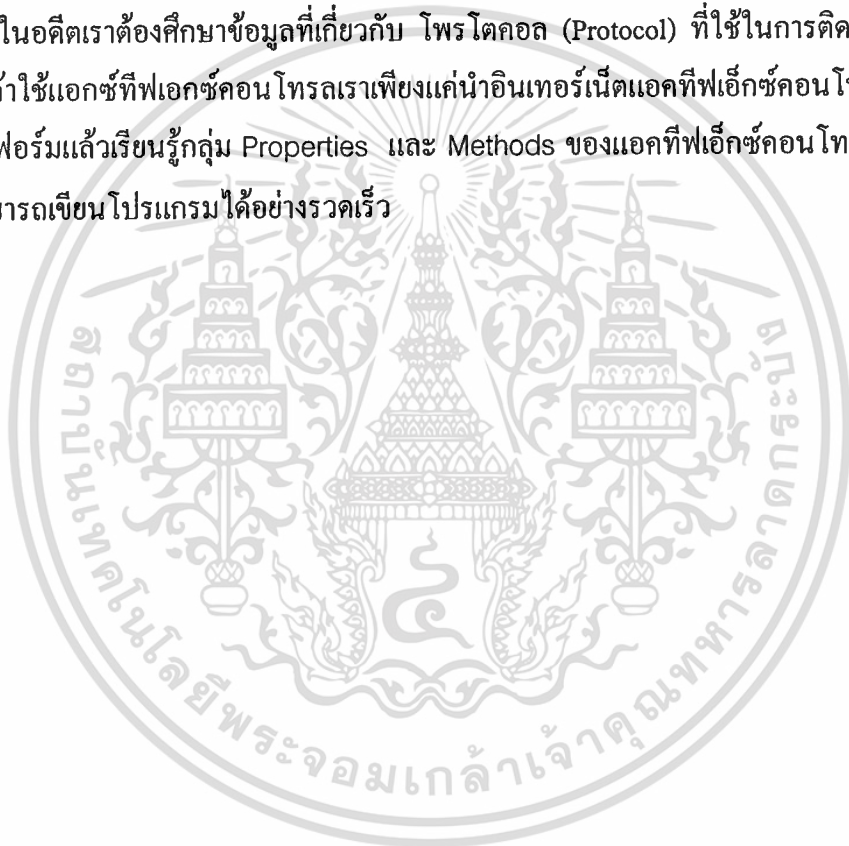 ในอดีตเราต้องศึกษาข้อมูลที่เกี่ยวกับ โพรโตคอล (Protocol) ที่ใช้ในการติด
ใช้แอกซ์ทีฟเอกซ์คอนโทรลเราเพียงแค่นำอินเทอร์เน็ตแอคทีฟเอ็กซ์คอนโ
ฟอร์มแล้วเรียนรู้กลุ่ม Properties และ Methods ของแอคทีฟเอ็กซ์คอนโท
ารถเขียนโปรแกรมได้อย่างรวดเร็ว
สถาบันเทคโนโลยีพระจอมเกล้าเจ้าคุณทหารลาดกระบัง